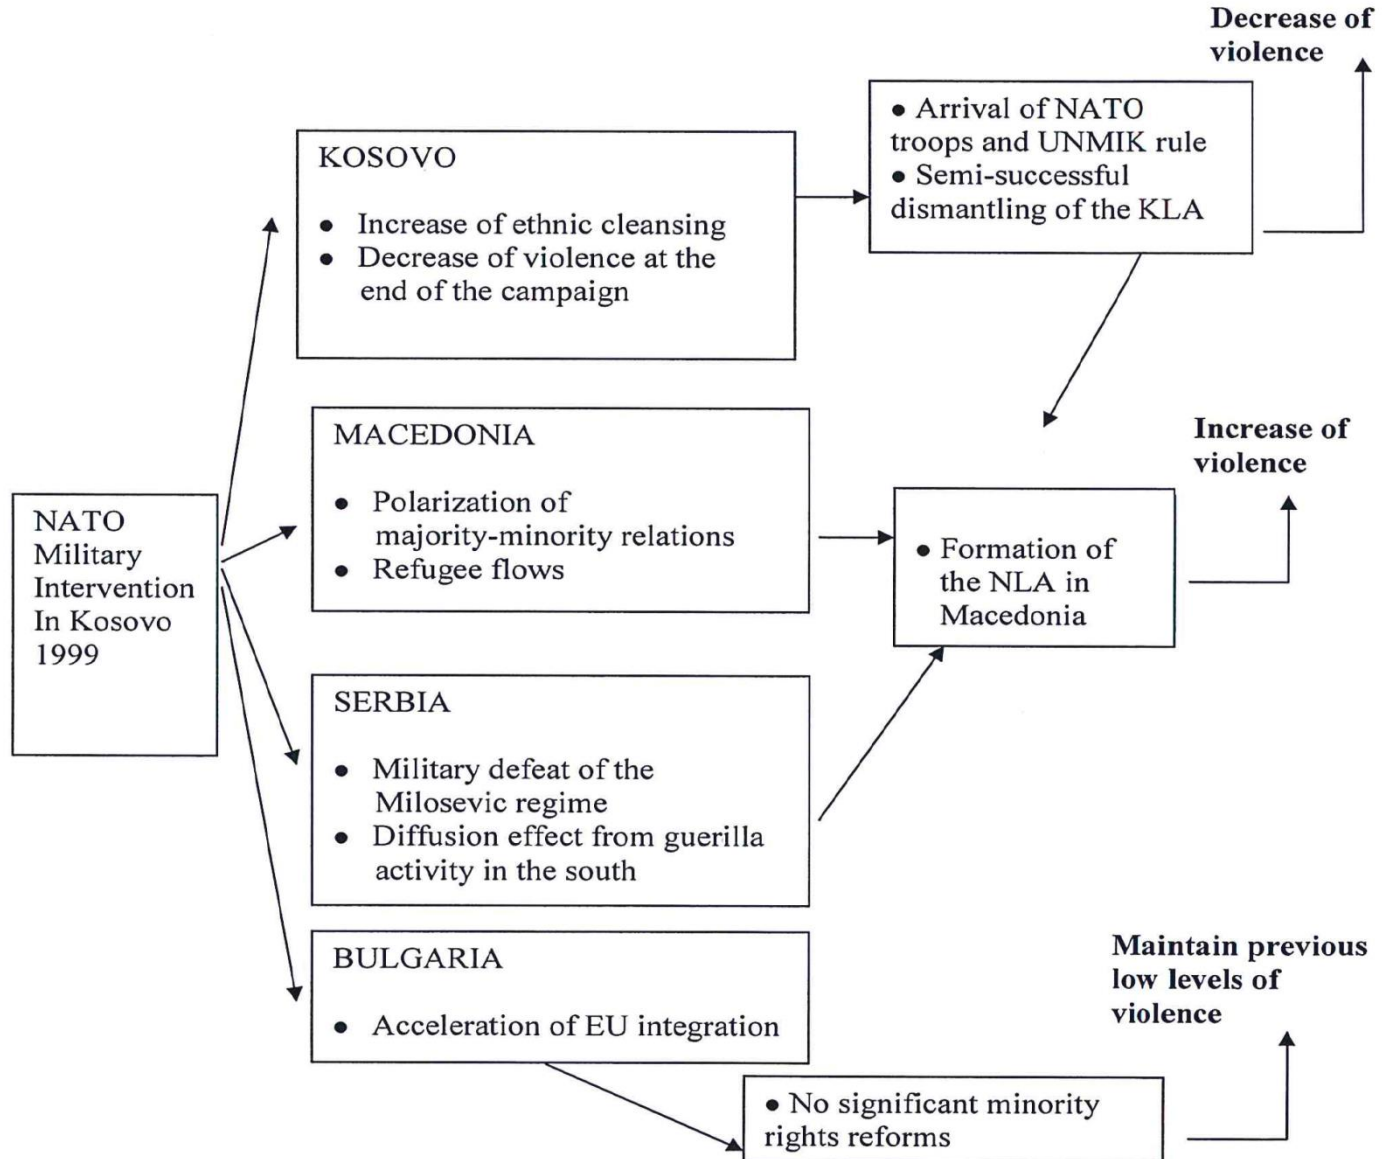 Decrease of
violence
● Arrival of NATO
troops and UNMIK rule
● Semi-successful
dismantling of the KLA
KOSOVO
● Increase of ethnic cleansing
● Decrease of violence at the
end of the campaign
MACEDONIA
● Polarization of
majority-minority relations
● Refugee flows
Increase of
violence
NATO
Military
Intervention
In Kosovo
1999
● Formation of
the NLA in
Macedonia
SERBIA
● Military defeat of the
Milosevic regime
● Diffusion effect from guerilla
activity in the south
BULGARIA
● Acceleration of EU integration
Maintain previous
low levels of
violence
● No significant minority
rights reforms